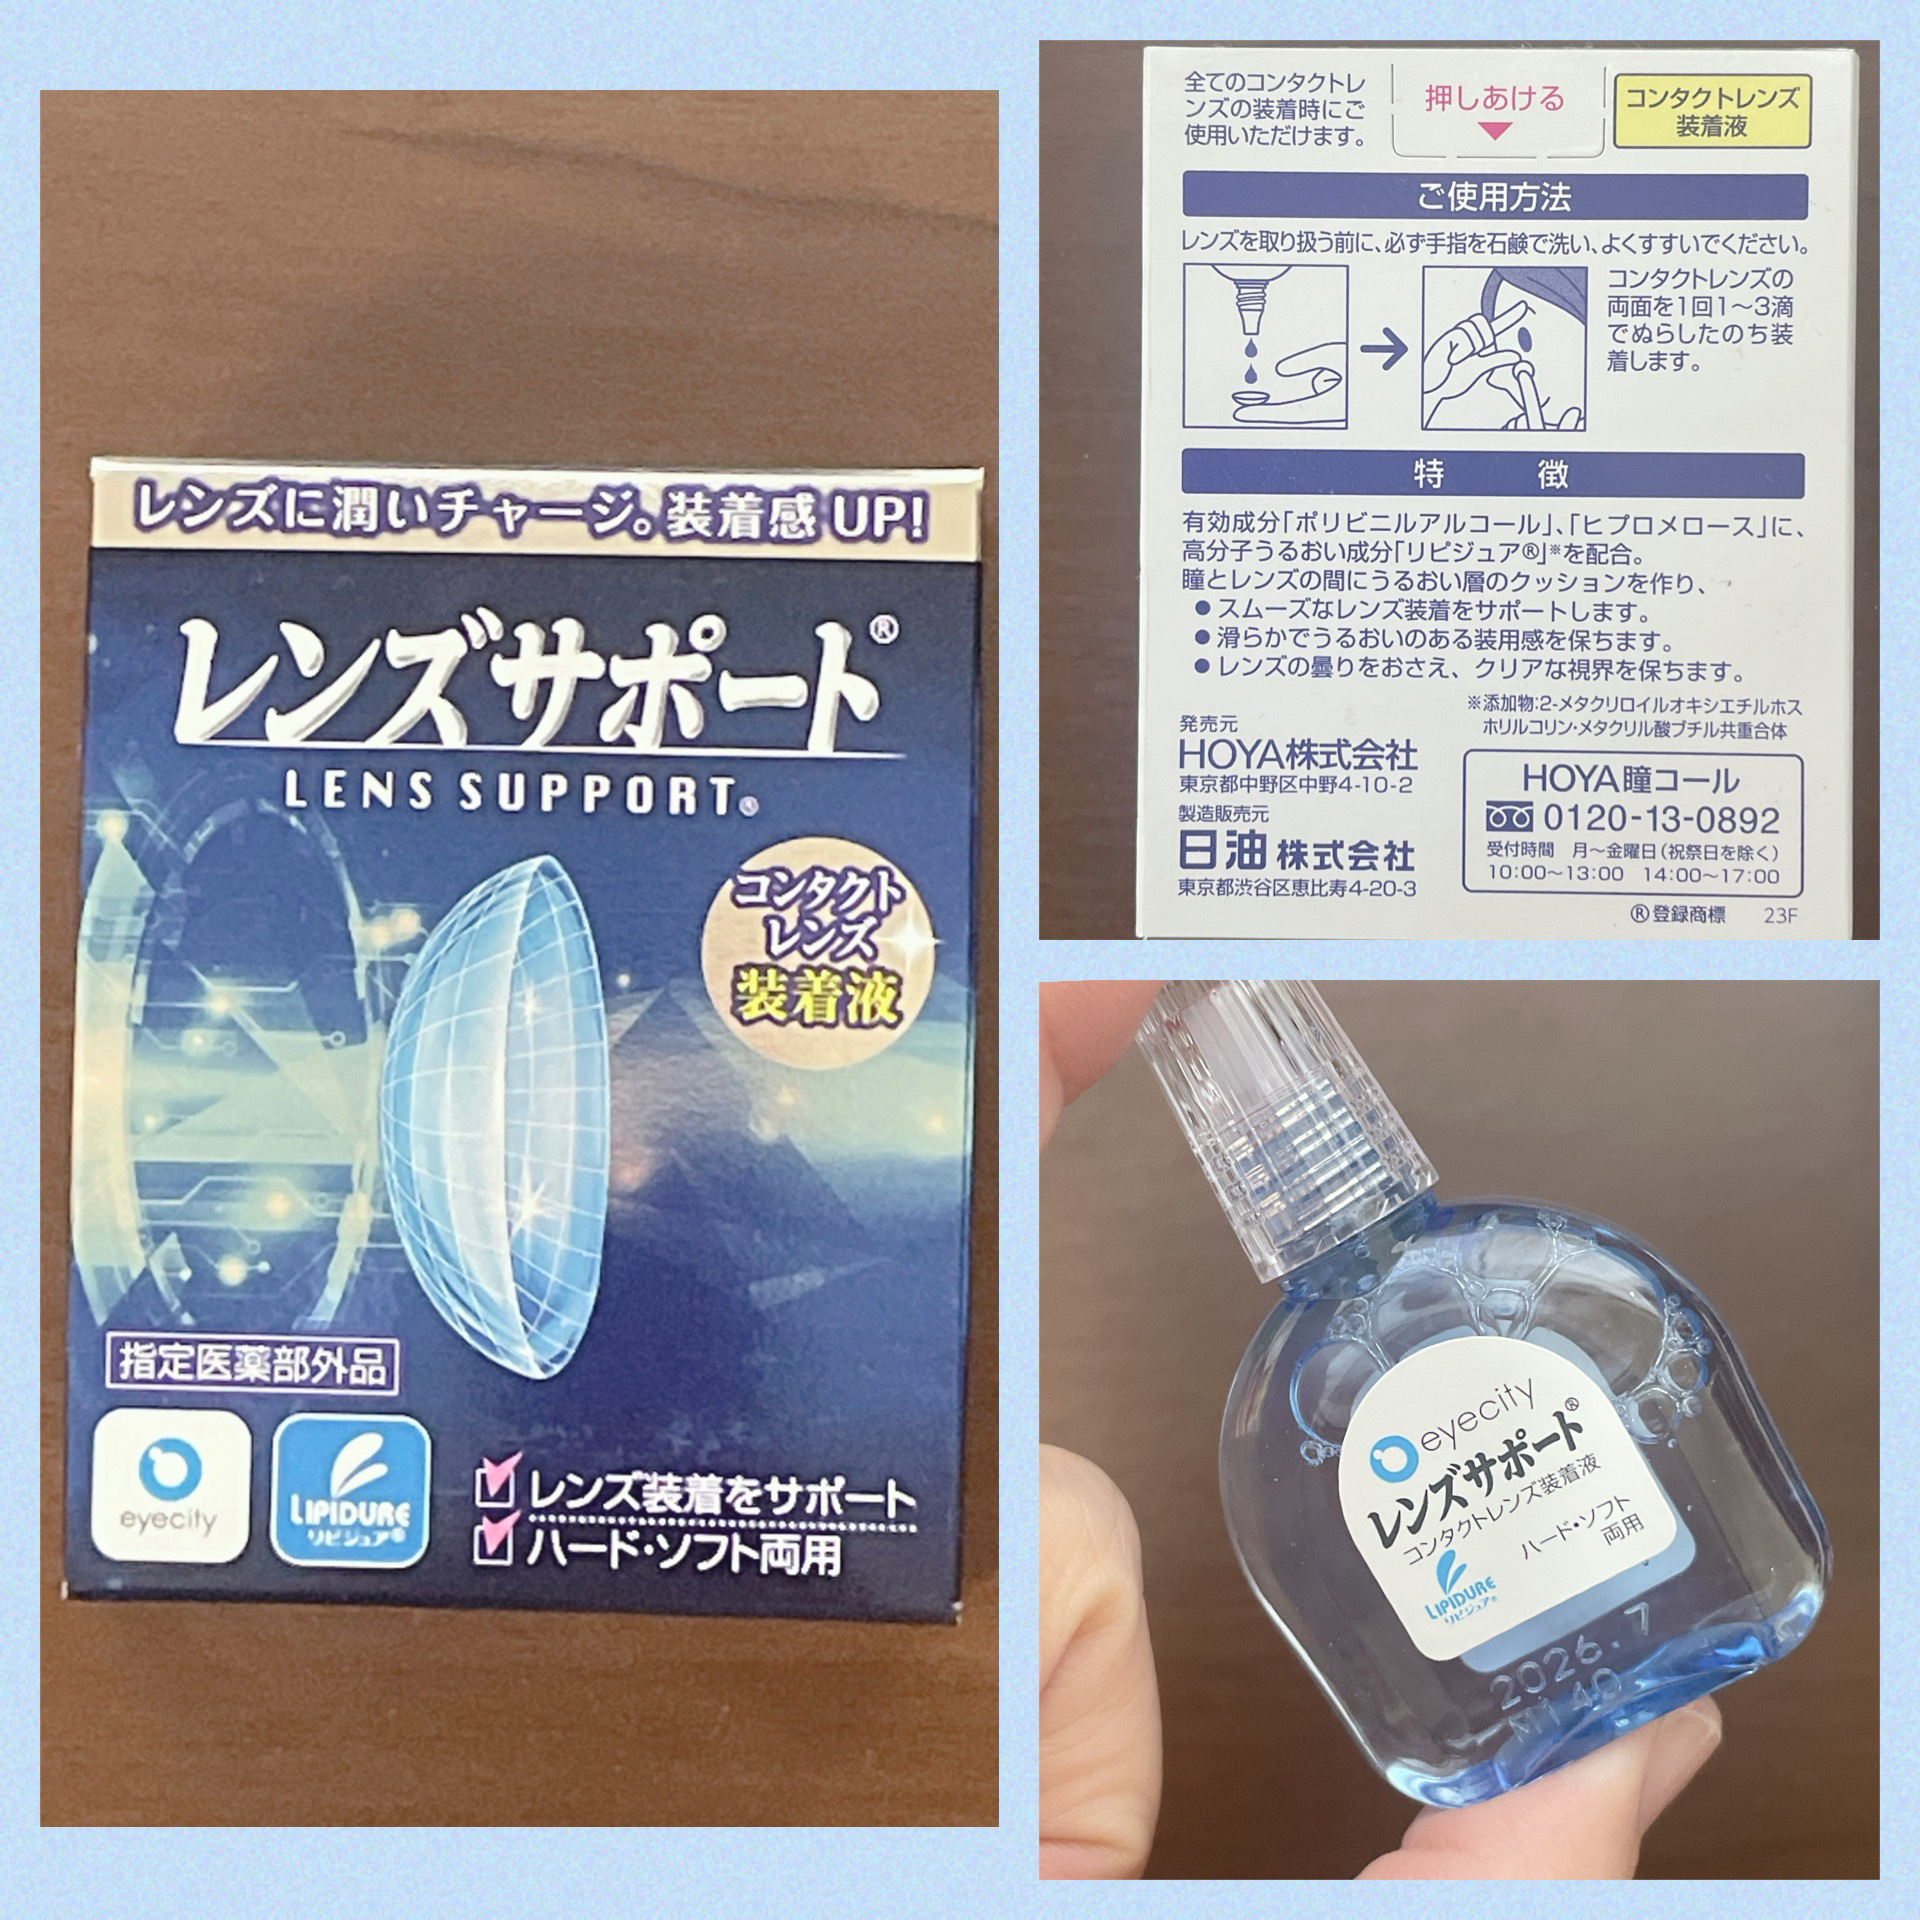 レンズに潤いチャージ。装着感 UP!
レンズサポート®
LENS SUPPORT®
コンタクト
レンズ
装着液
指定医薬部外品
eyecity
LIPIDURE
リピジュア®
レンズ装着をサポート
ハード・ソフト両用
全てのコンタクトレ
ンズの装着時にご
使用いただけます。
押しあける
コンタクトレンズ
装着液
ご使用方法
レンズを取り扱う前に、必ず手指を石鹸で洗い、よくすすいでください。
コンタクトレンズの
両面を1回1〜3滴
でぬらしたのち装
着します。
特 徴
有効成分「ポリビニルアルコール」、「ヒプロメロース」に、
高分子うるおい成分「リピジュア®」※を配合。
瞳とレンズの間にうるおい層のクッションを作り、
● スムーズなレンズ装着をサポートします。
● 滑らかでうるおいのある装用感を保ちます。
● レンズの曇りをおさえ、クリアな視界を保ちます。
※添加物:2-メタクリロイルオキシエチルホス
ホリルコリン・メタクリル酸ブチル共重合体
発売元
HOYA株式会社
東京都中野区中野4-10-2
製造販売元
日油株式会社
東京都渋谷区恵比寿4-20-3
HOYA瞳コール
0120-13-0892
受付時間 月〜金曜日(祝祭日を除く)
10:00〜13:00 14:00〜17:00
®登録商標 23F
eyecity
レンズサポート®
コンタクトレンズ装着液
ハード・ソフト
両用
LIPIDURE
リピジュア®
2026.7